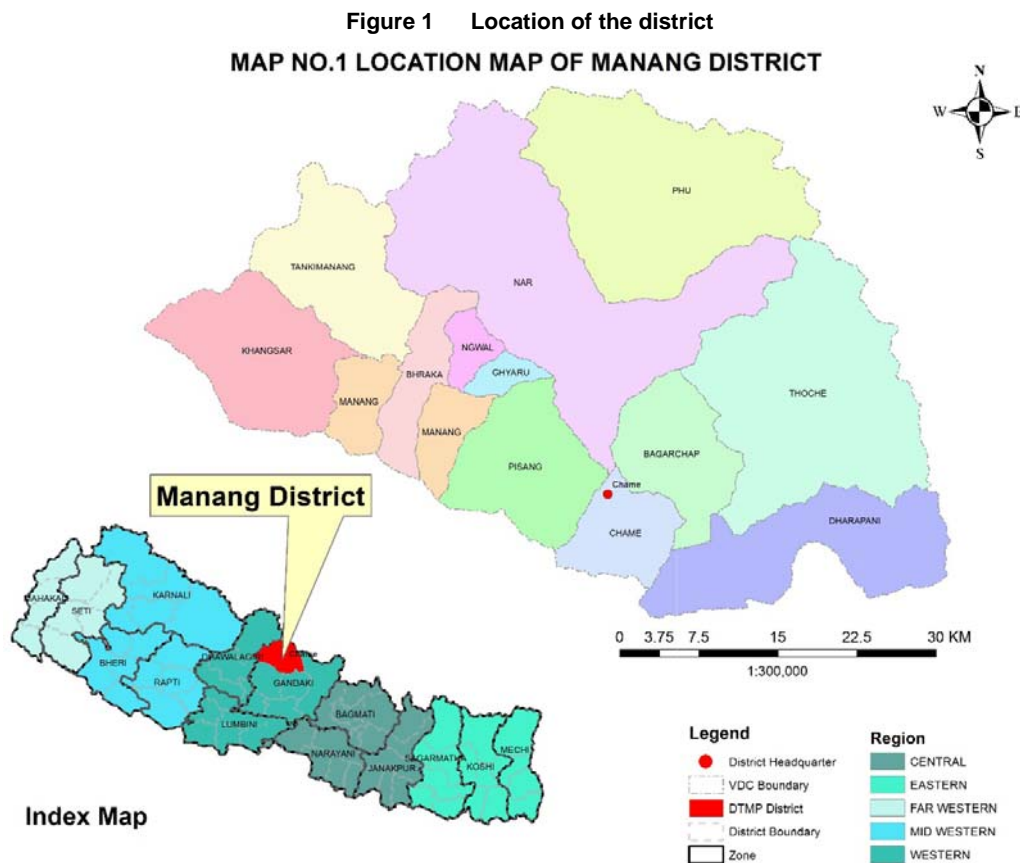 Figure 1 Location of the district
MAP NO.1 LOCATION MAP OF MANANG DISTRICT
N
W E
S
PHU
TANKIMANANG
NAR
KHANGSAR
NGWAL
BHRAKA
GHYARU
MANANG
THOCHE
MANANG
BAGARCHAP
PISANG
Chame
CHAME
DHARAPANI
Manang District
KARNALI
SETI
BHERI
RAPTI
Chame
GANDAKI
LUMBINI
BAGMATI
NARAYANI
JANAKPUR
SAGARMATHA
KOSHI
MECHI
Index Map
0 3.75 7.5 15 22.5 30 KM
1:300,000
Legend
District Headquarter
VDC Boundary
DTMP District
District Boundary
Zone
Region
CENTRAL
EASTERN
FAR WESTERN
MID WESTERN
WESTERN